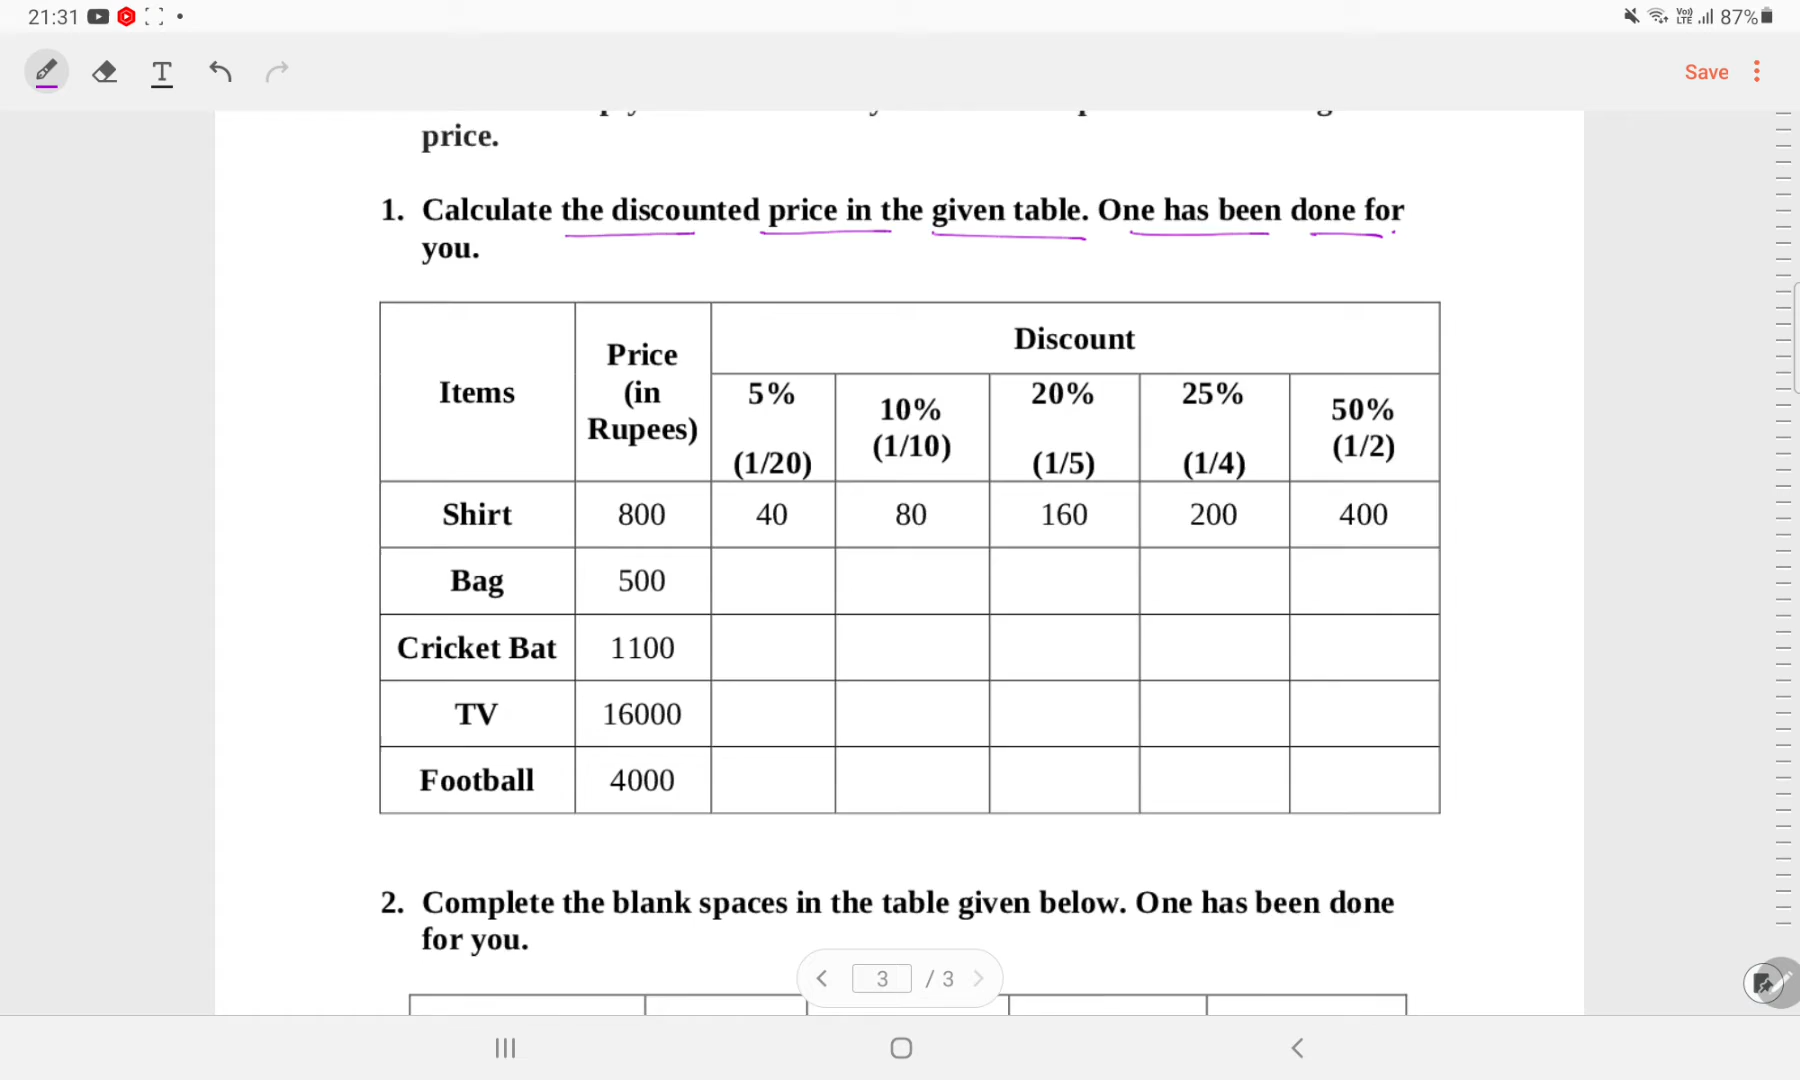 21:31
Vo)) LTE 87%
T Save
price.
1. Calculate the discounted price in the given table. One has been done for
you.
Items Price (in Rupees) Discount
5% (1/20) 10% (1/10) 20% (1/5) 25% (1/4) 50% (1/2)
Shirt 800 40 80 160 200 400
Bag 500
Cricket Bat 1100
TV 16000
Football 4000
2. Complete the blank spaces in the table given below. One has been done
for you.
3 / 3